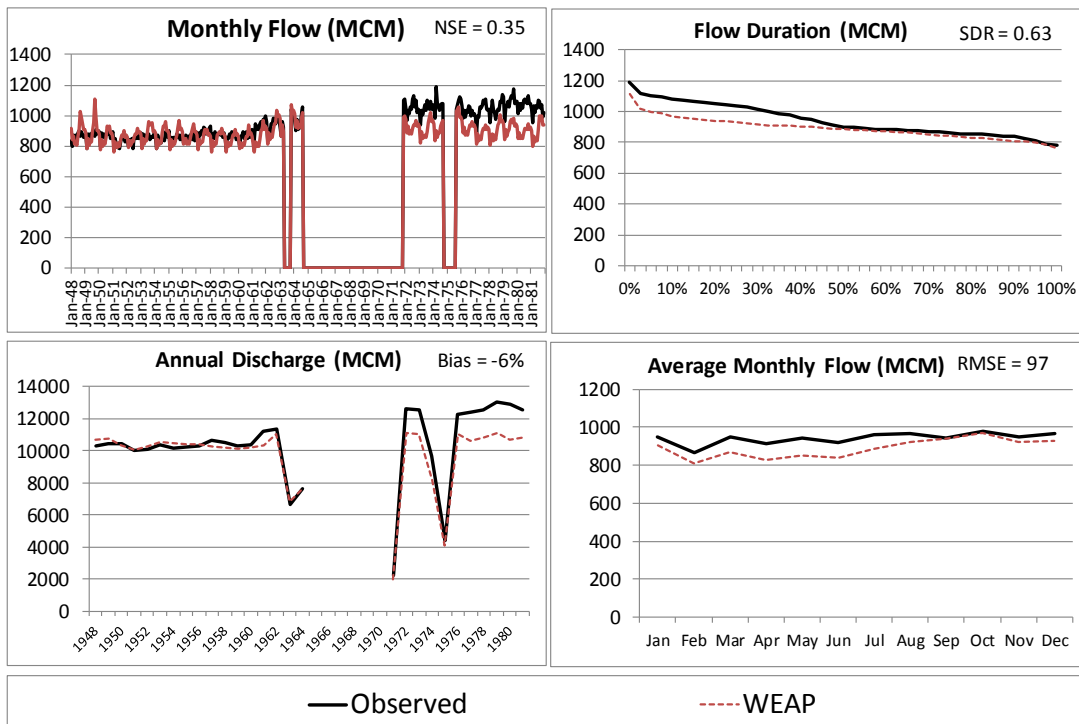 Monthly Flow (MCM) NSE = 0.35
1400
1200
1000
800
600
400
200
0
Jan-48
Jan-49
Jan-50
Jan-51
Jan-52
Jan-53
Jan-54
Jan-55
Jan-56
Jan-57
Jan-58
Jan-59
Jan-60
Jan-61
Jan-62
Jan-63
Jan-64
Jan-65
Jan-66
Jan-67
Jan-68
Jan-69
Jan-70
Jan-71
Jan-72
Jan-73
Jan-74
Jan-75
Jan-76
Jan-77
Jan-78
Jan-79
Jan-80
Jan-81
Flow Duration (MCM) SDR = 0.63
1400
1200
1000
800
600
400
200
0
0% 10% 20% 30% 40% 50% 60% 70% 80% 90% 100%
Annual Discharge (MCM) Bias = -6%
14000
12000
10000
8000
6000
4000
2000
0
1948 1950 1952 1954 1956 1958 1960 1962 1964 1966 1968 1970 1972 1974 1976 1978 1980
Average Monthly Flow (MCM) RMSE = 97
1200
1000
800
600
400
200
0
Jan Feb Mar Apr May Jun Jul Aug Sep Oct Nov Dec
Observed WEAP